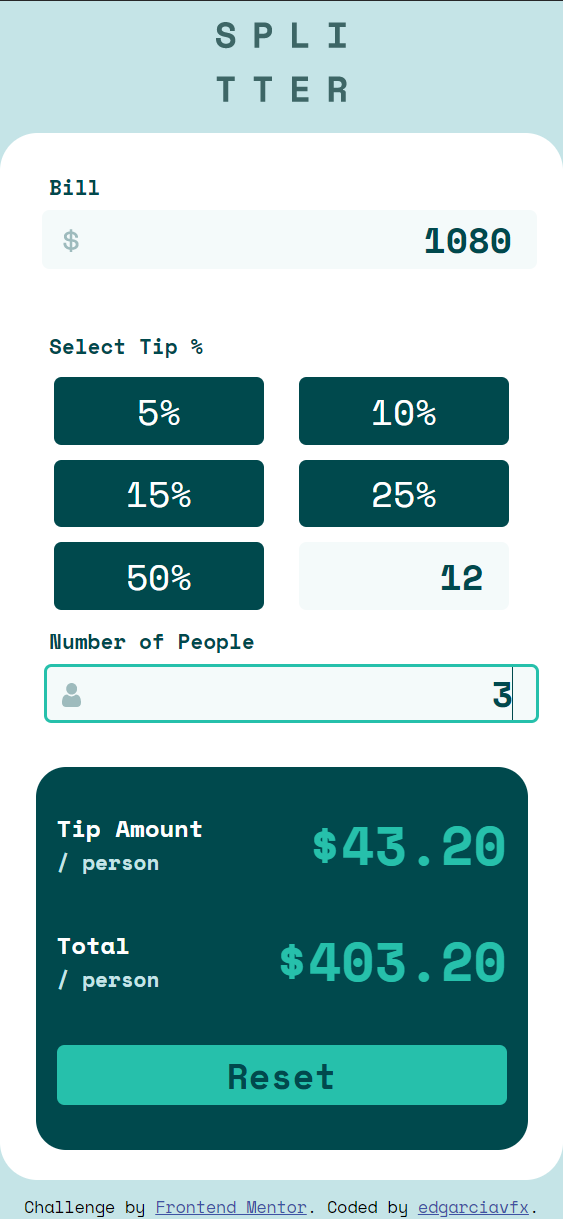 SPLI
TTER
Bill
$ 1080
Select Tip %
5% 10%
15% 25%
50% 12
Number of People
3
Tip Amount $43.20
/ person
Total $403.20
/ person
Reset
Challenge by Frontend Mentor. Coded by edgarciavfx.